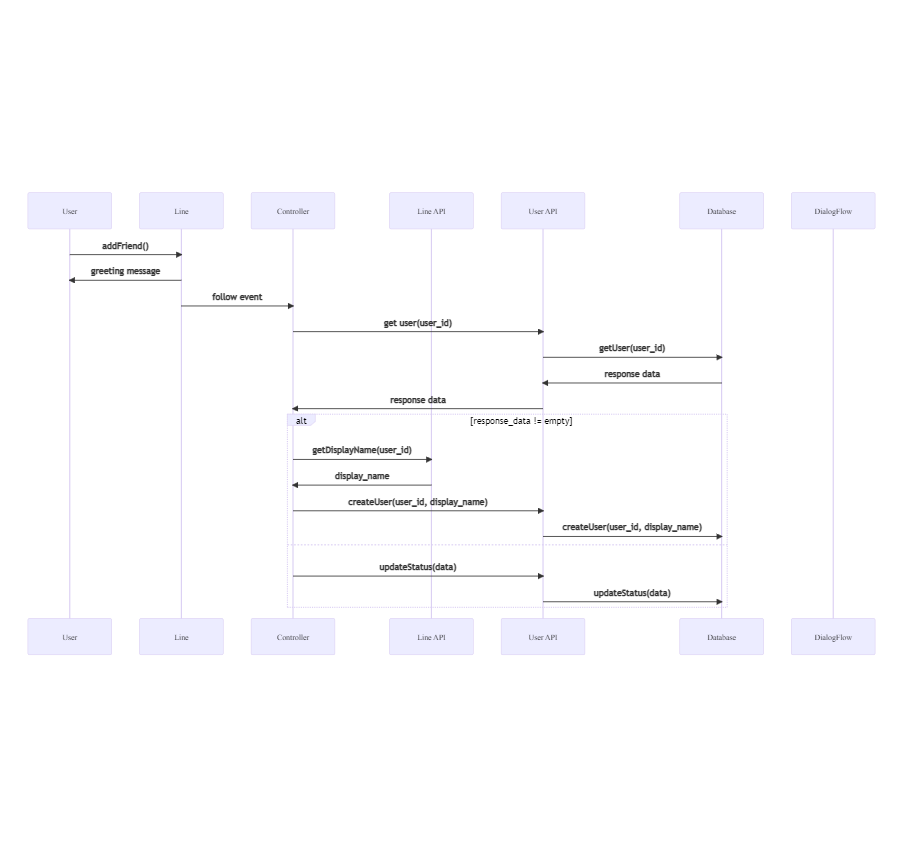 User
Line
Controller
Line API
User API
Database
DialogFlow
addFriend()
greeting message
follow event
get user(user_id)
getUser(user_id)
response data
response data
alt
[response_data != empty]
getDisplayName(user_id)
display_name
createUser(user_id, display_name)
createUser(user_id, display_name)
updateStatus(data)
updateStatus(data)
User
Line
Controller
Line API
User API
Database
DialogFlow